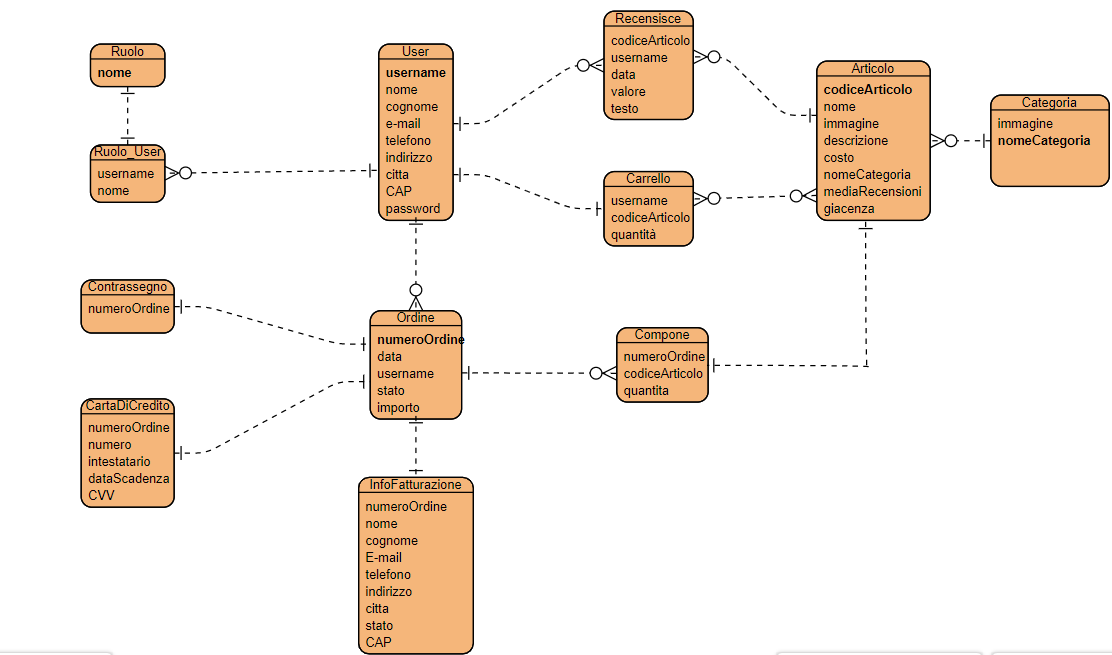 Ruolo
nome
Ruolo_User
username
nome
User
username
nome
cognome
e-mail
telefono
indirizzo
citta
CAP
password
Recensisce
codiceArticolo
username
data
valore
testo
Carrello
username
codiceArticolo
quantità
Articolo
codiceArticolo
nome
immagine
descrizione
costo
nomeCategoria
mediaRecensioni
giacenza
Categoria
immagine
nomeCategoria
Contrassegno
numeroOrdine
CartaDiCredito
numeroOrdine
numero
intestatario
dataScadenza
CVV
Ordine
numeroOrdine
data
username
stato
importo
Compone
numeroOrdine
codiceArticolo
quantita
InfoFatturazione
numeroOrdine
nome
cognome
E-mail
telefono
indirizzo
citta
stato
CAP